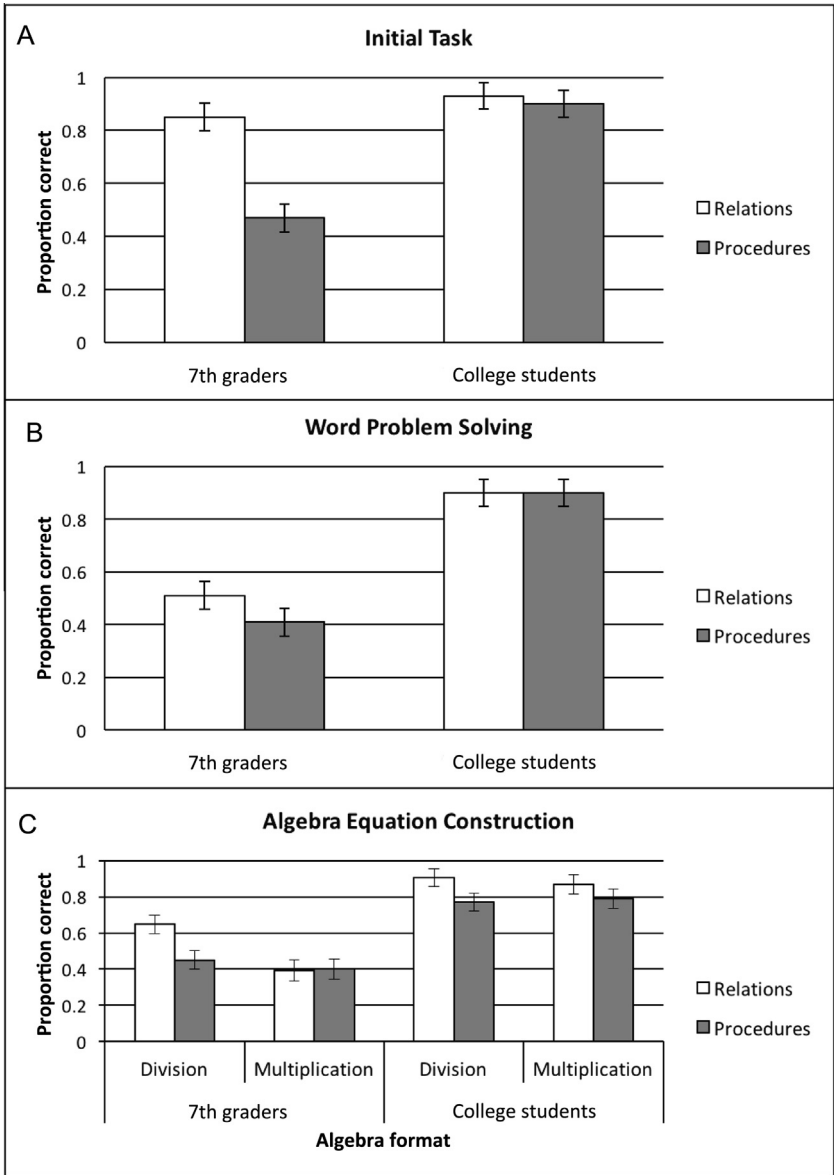 A
Initial Task
Proportion correct
1
0.8
0.6
0.4
0.2
0
7th graders
College students
Relations
Procedures
B
Word Problem Solving
Proportion correct
1
0.8
0.6
0.4
0.2
0
7th graders
College students
Relations
Procedures
C
Algebra Equation Construction
Proportion correct
1
0.8
0.6
0.4
0.2
0
Division Multiplication Division Multiplication
7th graders College students
Algebra format
Relations
Procedures